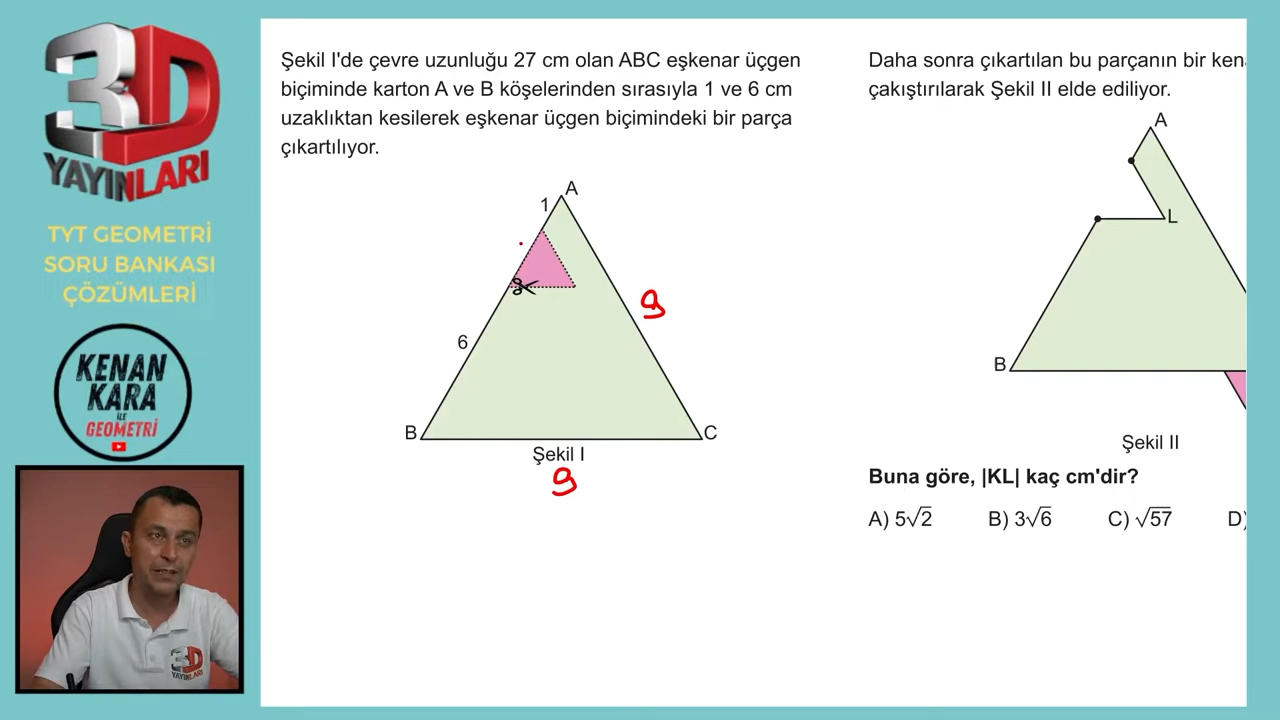 3D
YAYINLARI
TYT GEOMETRİ
SORU BANKASI
ÇÖZÜMLERİ
KENAN
KARA
İLE
GEOMETRİ
3D
YAYINLARI
Şekil I'de çevre uzunluğu 27 cm olan ABC eşkenar üçgen
biçiminde karton A ve B köşelerinden sırasıyla 1 ve 6 cm
uzaklıktan kesilerek eşkenar üçgen biçimindeki bir parça
çıkartılıyor.
A
1
9
6
B
C
Şekil I
9
Daha sonra çıkartılan bu parçanın bir ken
çakıştırılarak Şekil II elde ediliyor.
A
L
B
Şekil II
Buna göre, |KL| kaç cm'dir?
A) 5√2 B) 3√6 C) √57 D)